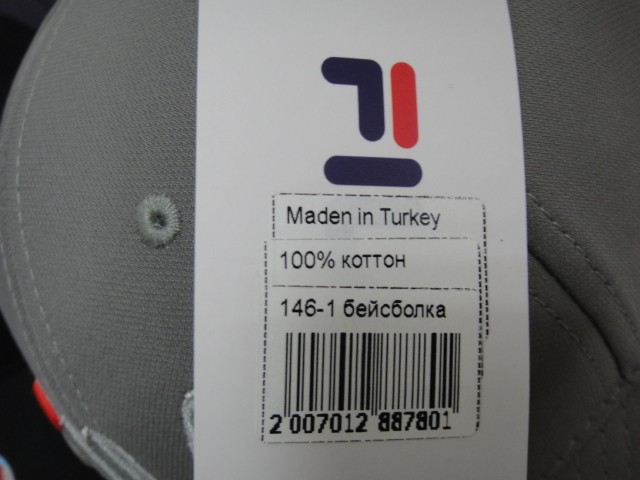 Maden in Turkey
100% коттон
146-1 бейсболка
2 007012 887801